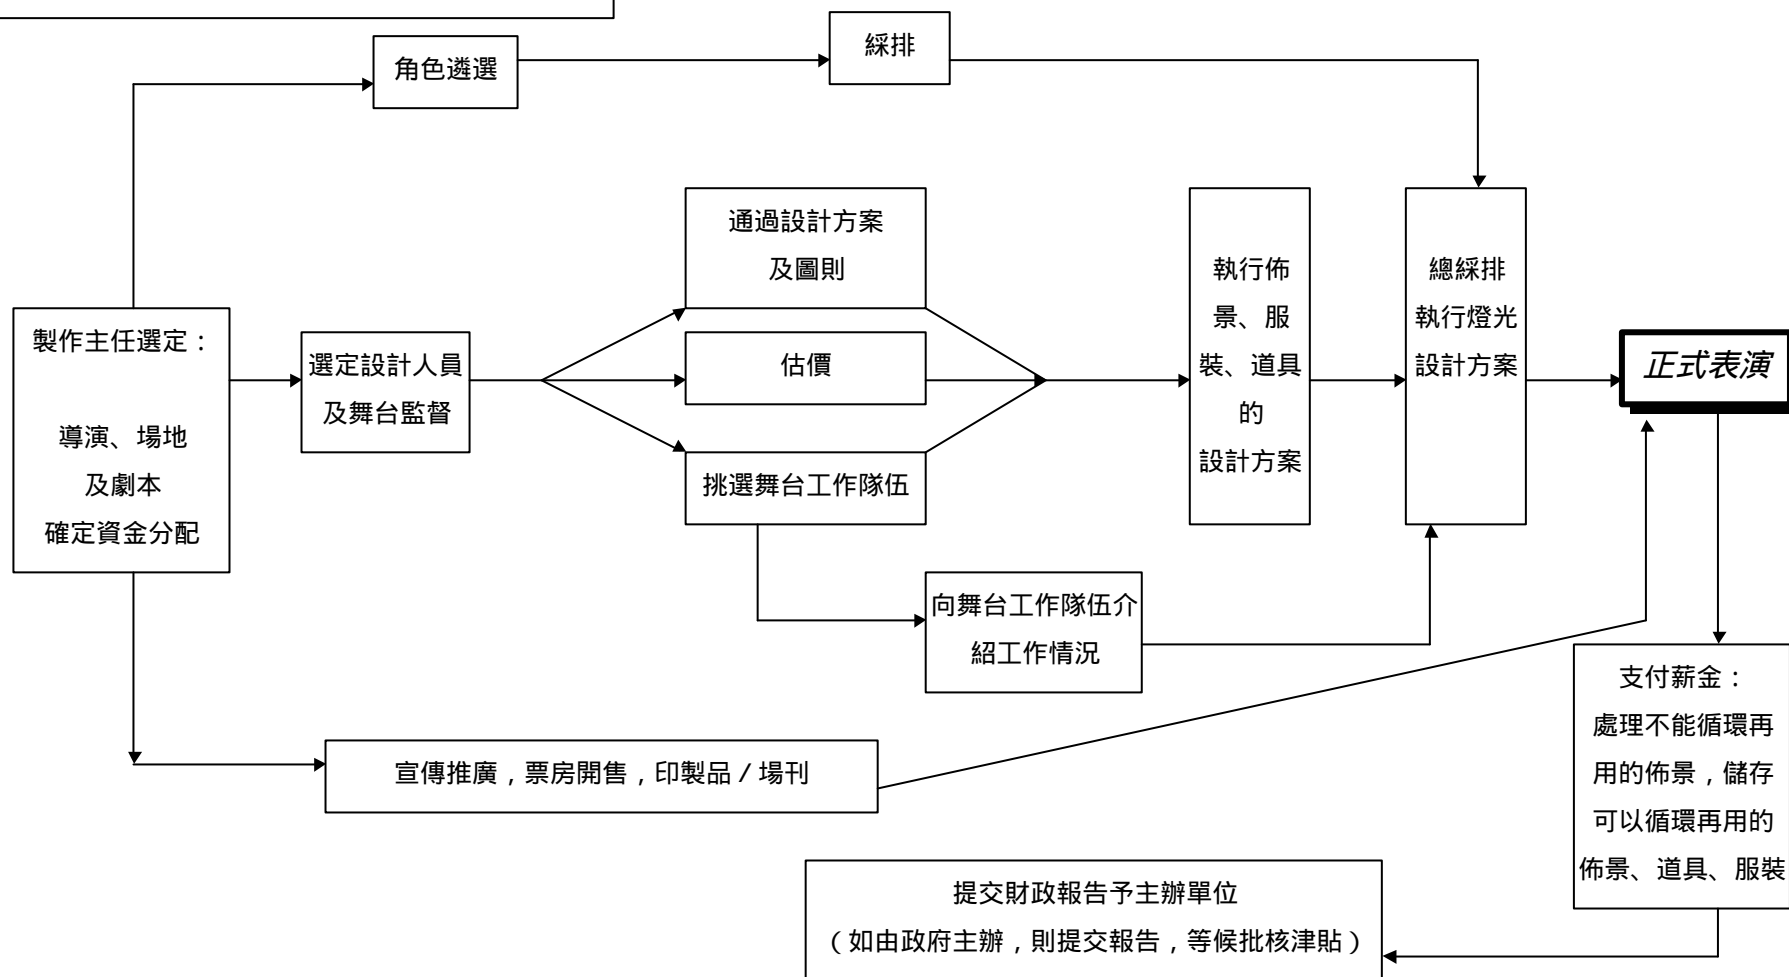 角色遴選
綵排
通過設計方案
及圖則
執行佈
景、服
裝、道具
的
設計方案
總綵排
執行燈光
設計方案
製作主任選定：
導演、場地
及劇本
確定資金分配
選定設計人員
及舞台監督
估價
正式表演
挑選舞台工作隊伍
向舞台工作隊伍介
紹工作情況
支付薪金：
處理不能循環再
用的佈景，儲存
可以循環再用的
佈景、道具、服裝
宣傳推廣，票房開售，印製品／場刊
提交財政報告予主辦單位
（如由政府主辦，則提交報告，等候批核津貼）